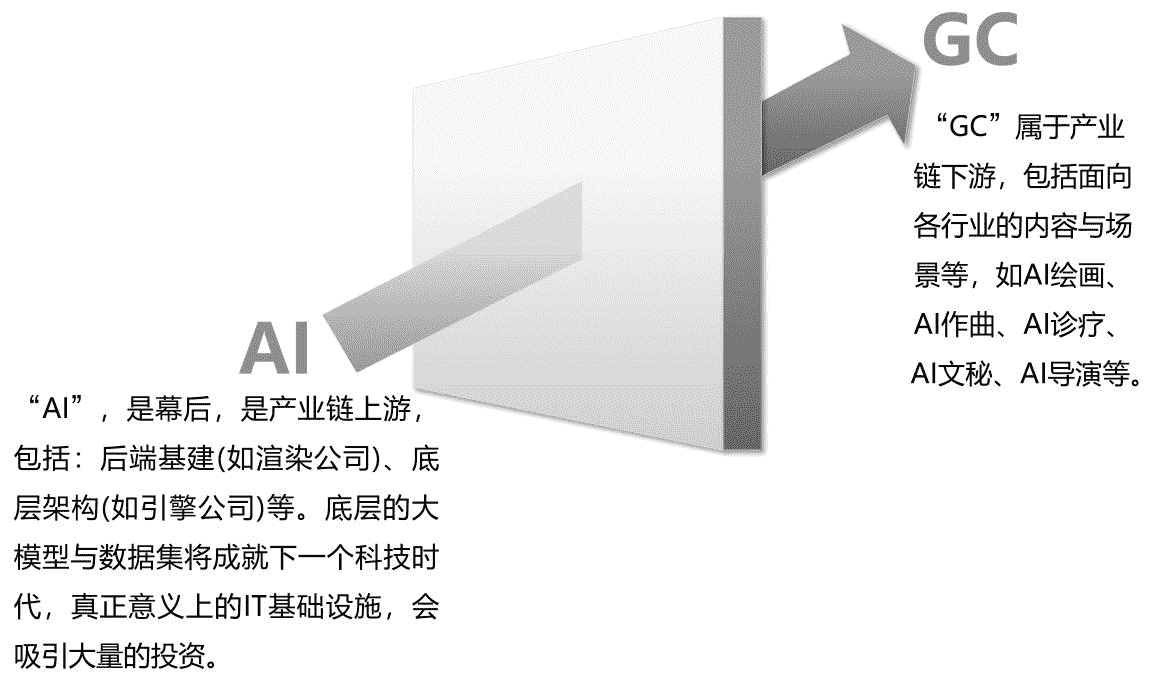 GC
“GC”属于产业
链下游，包括面向
各行业的内容与场
景等，如AI绘画、
AI作曲、AI诊疗、
AI文秘、AI导演等。
AI
“AI”，是幕后，是产业链上游，
包括：后端基建(如渲染公司)、底
层架构(如引擎公司)等。底层的大
模型与数据集将成就下一个科技时
代，真正意义上的IT基础设施，会
吸引大量的投资。